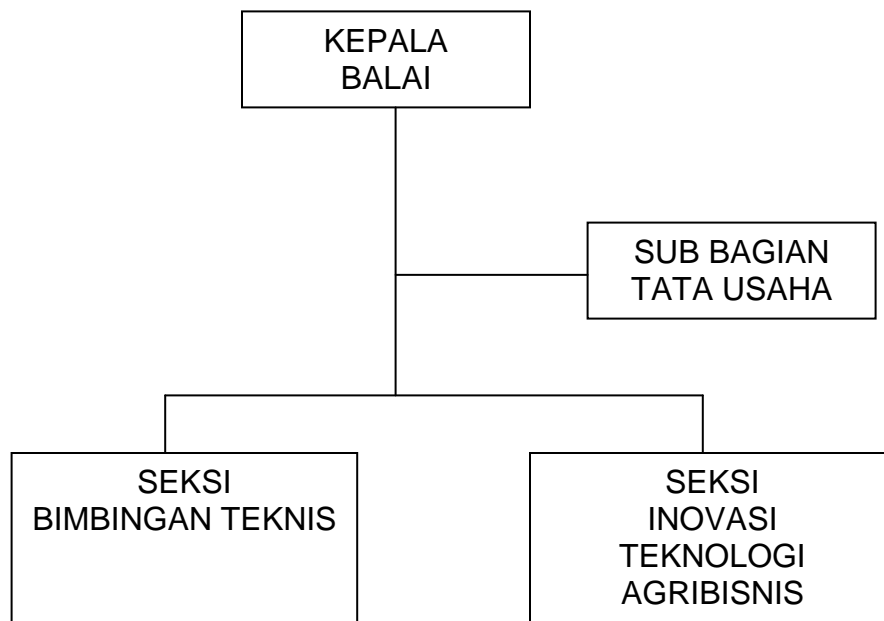 KEPALA
BALAI
SUB BAGIAN
TATA USAHA
SEKSI
BIMBINGAN TEKNIS
SEKSI
INOVASI
TEKNOLOGI
AGRIBISNIS